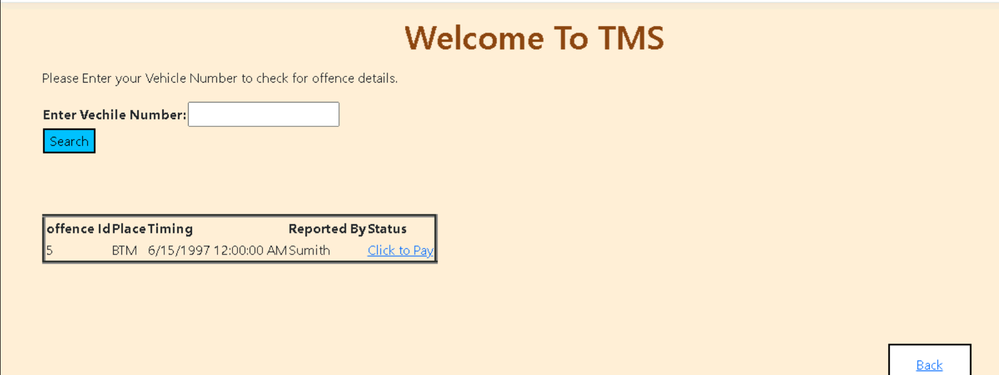 Welcome To TMS
Please Enter your Vehicle Number to check for offence details.
Enter Vechile Number:
Search
offence Id Place Timing Reported By Status
5 BTM 6/15/1997 12:00:00 AM Sumith Click to Pay
Back